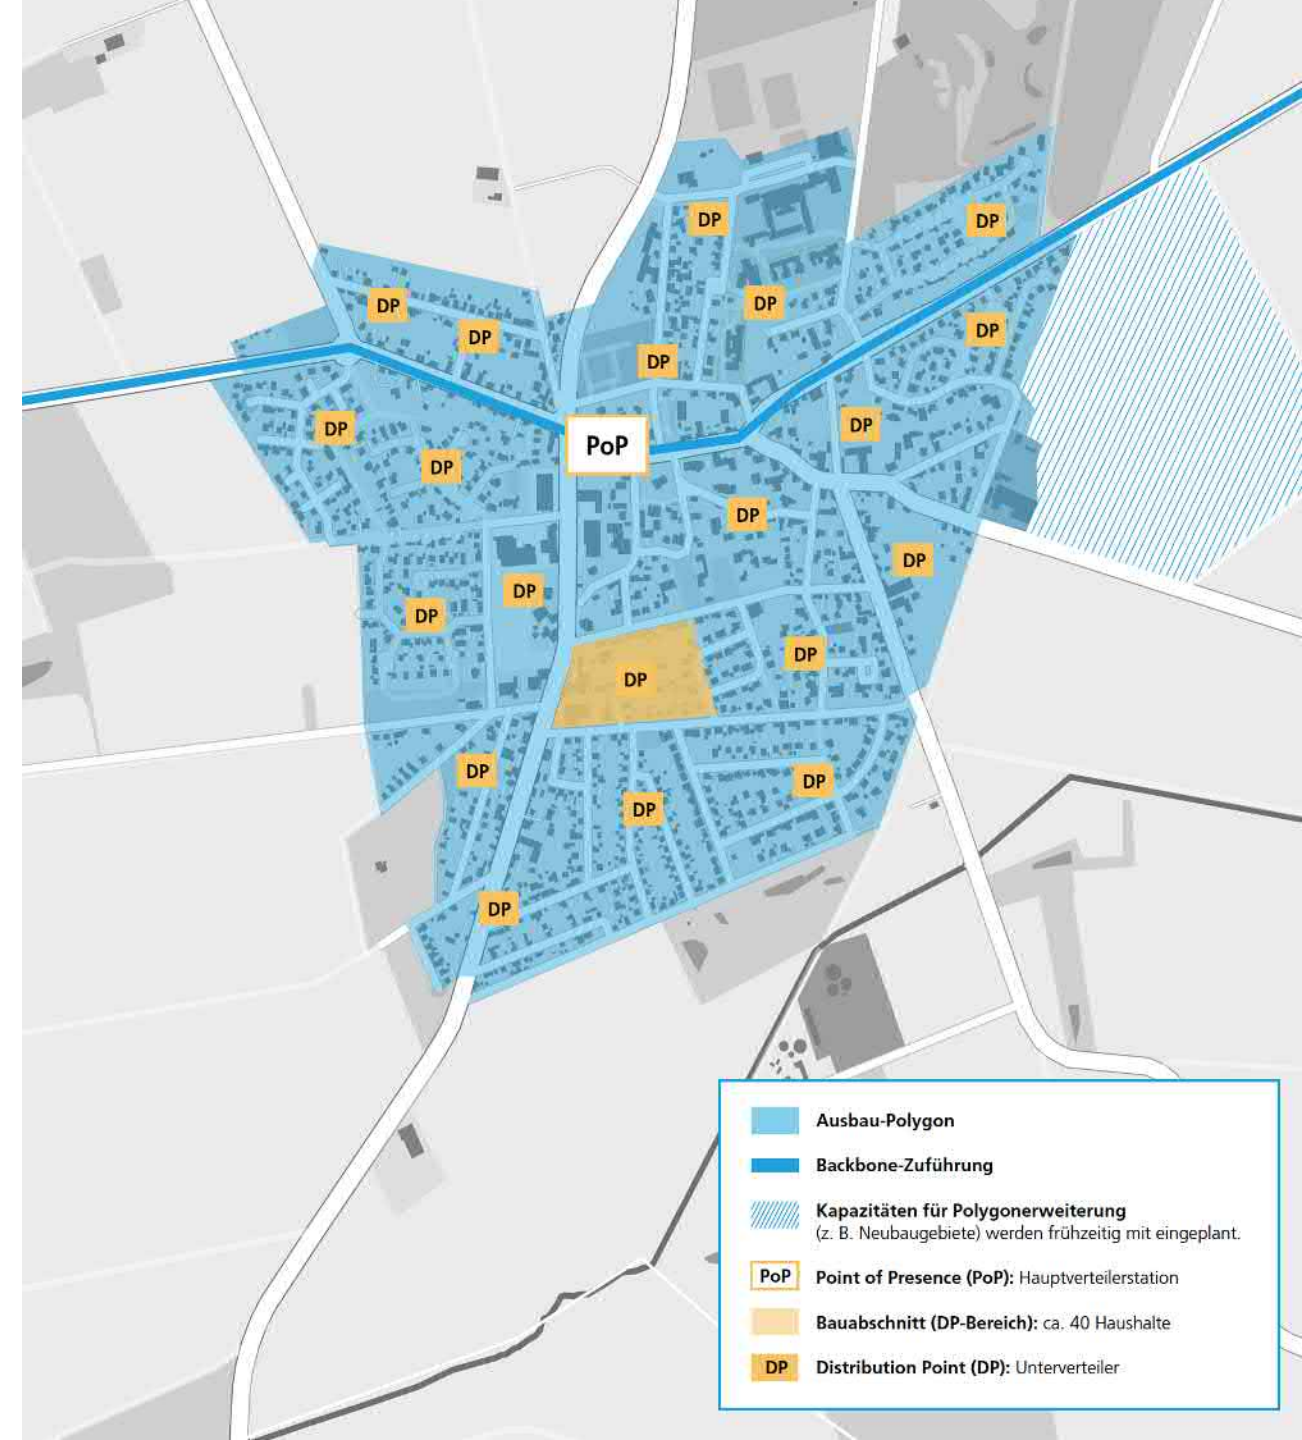 DP
DP
DP
DP
DP
DP
DP
DP
DP
DP
PoP
DP
DP
DP
DP
DP
DP
DP
DP
DP
DP
DP
Ausbau-Polygon
Backbone-Zuführung
Kapazitäten für Polygonerweiterung
(z. B. Neubaugebiete) werden frühzeitig mit eingeplant.
PoP Point of Presence (PoP): Hauptverteilerstation
Bauabschnitt (DP-Bereich): ca. 40 Haushalte
DP Distribution Point (DP): Unterverteiler